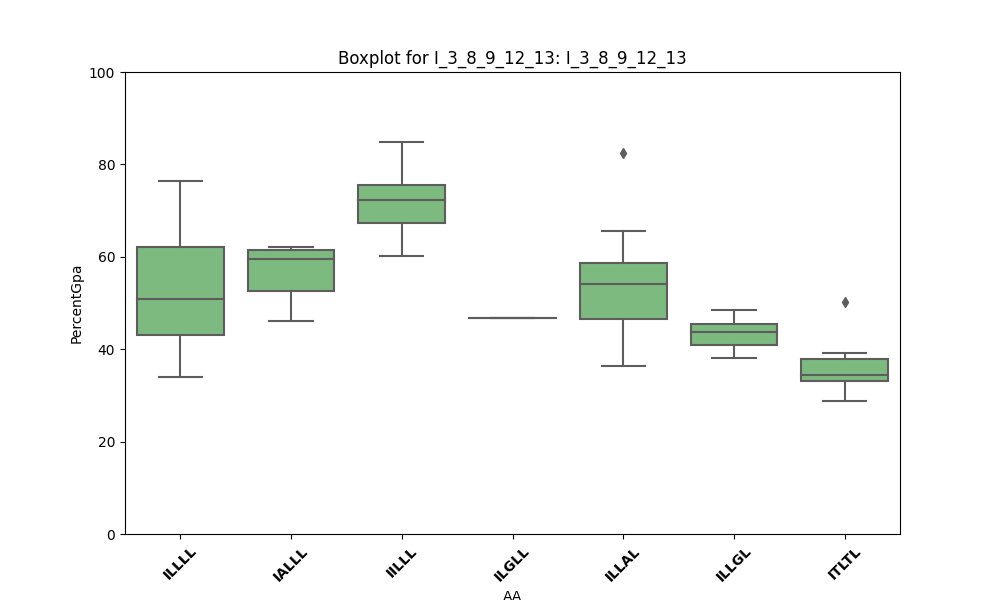 Boxplot for I_3_8_9_12_13: I_3_8_9_12_13
PercentGpa
100
80
60
40
20
0
ILLLL
IALLL
IILLL
ILGLL
ILLAL
ILLGL
ITLTL
AA